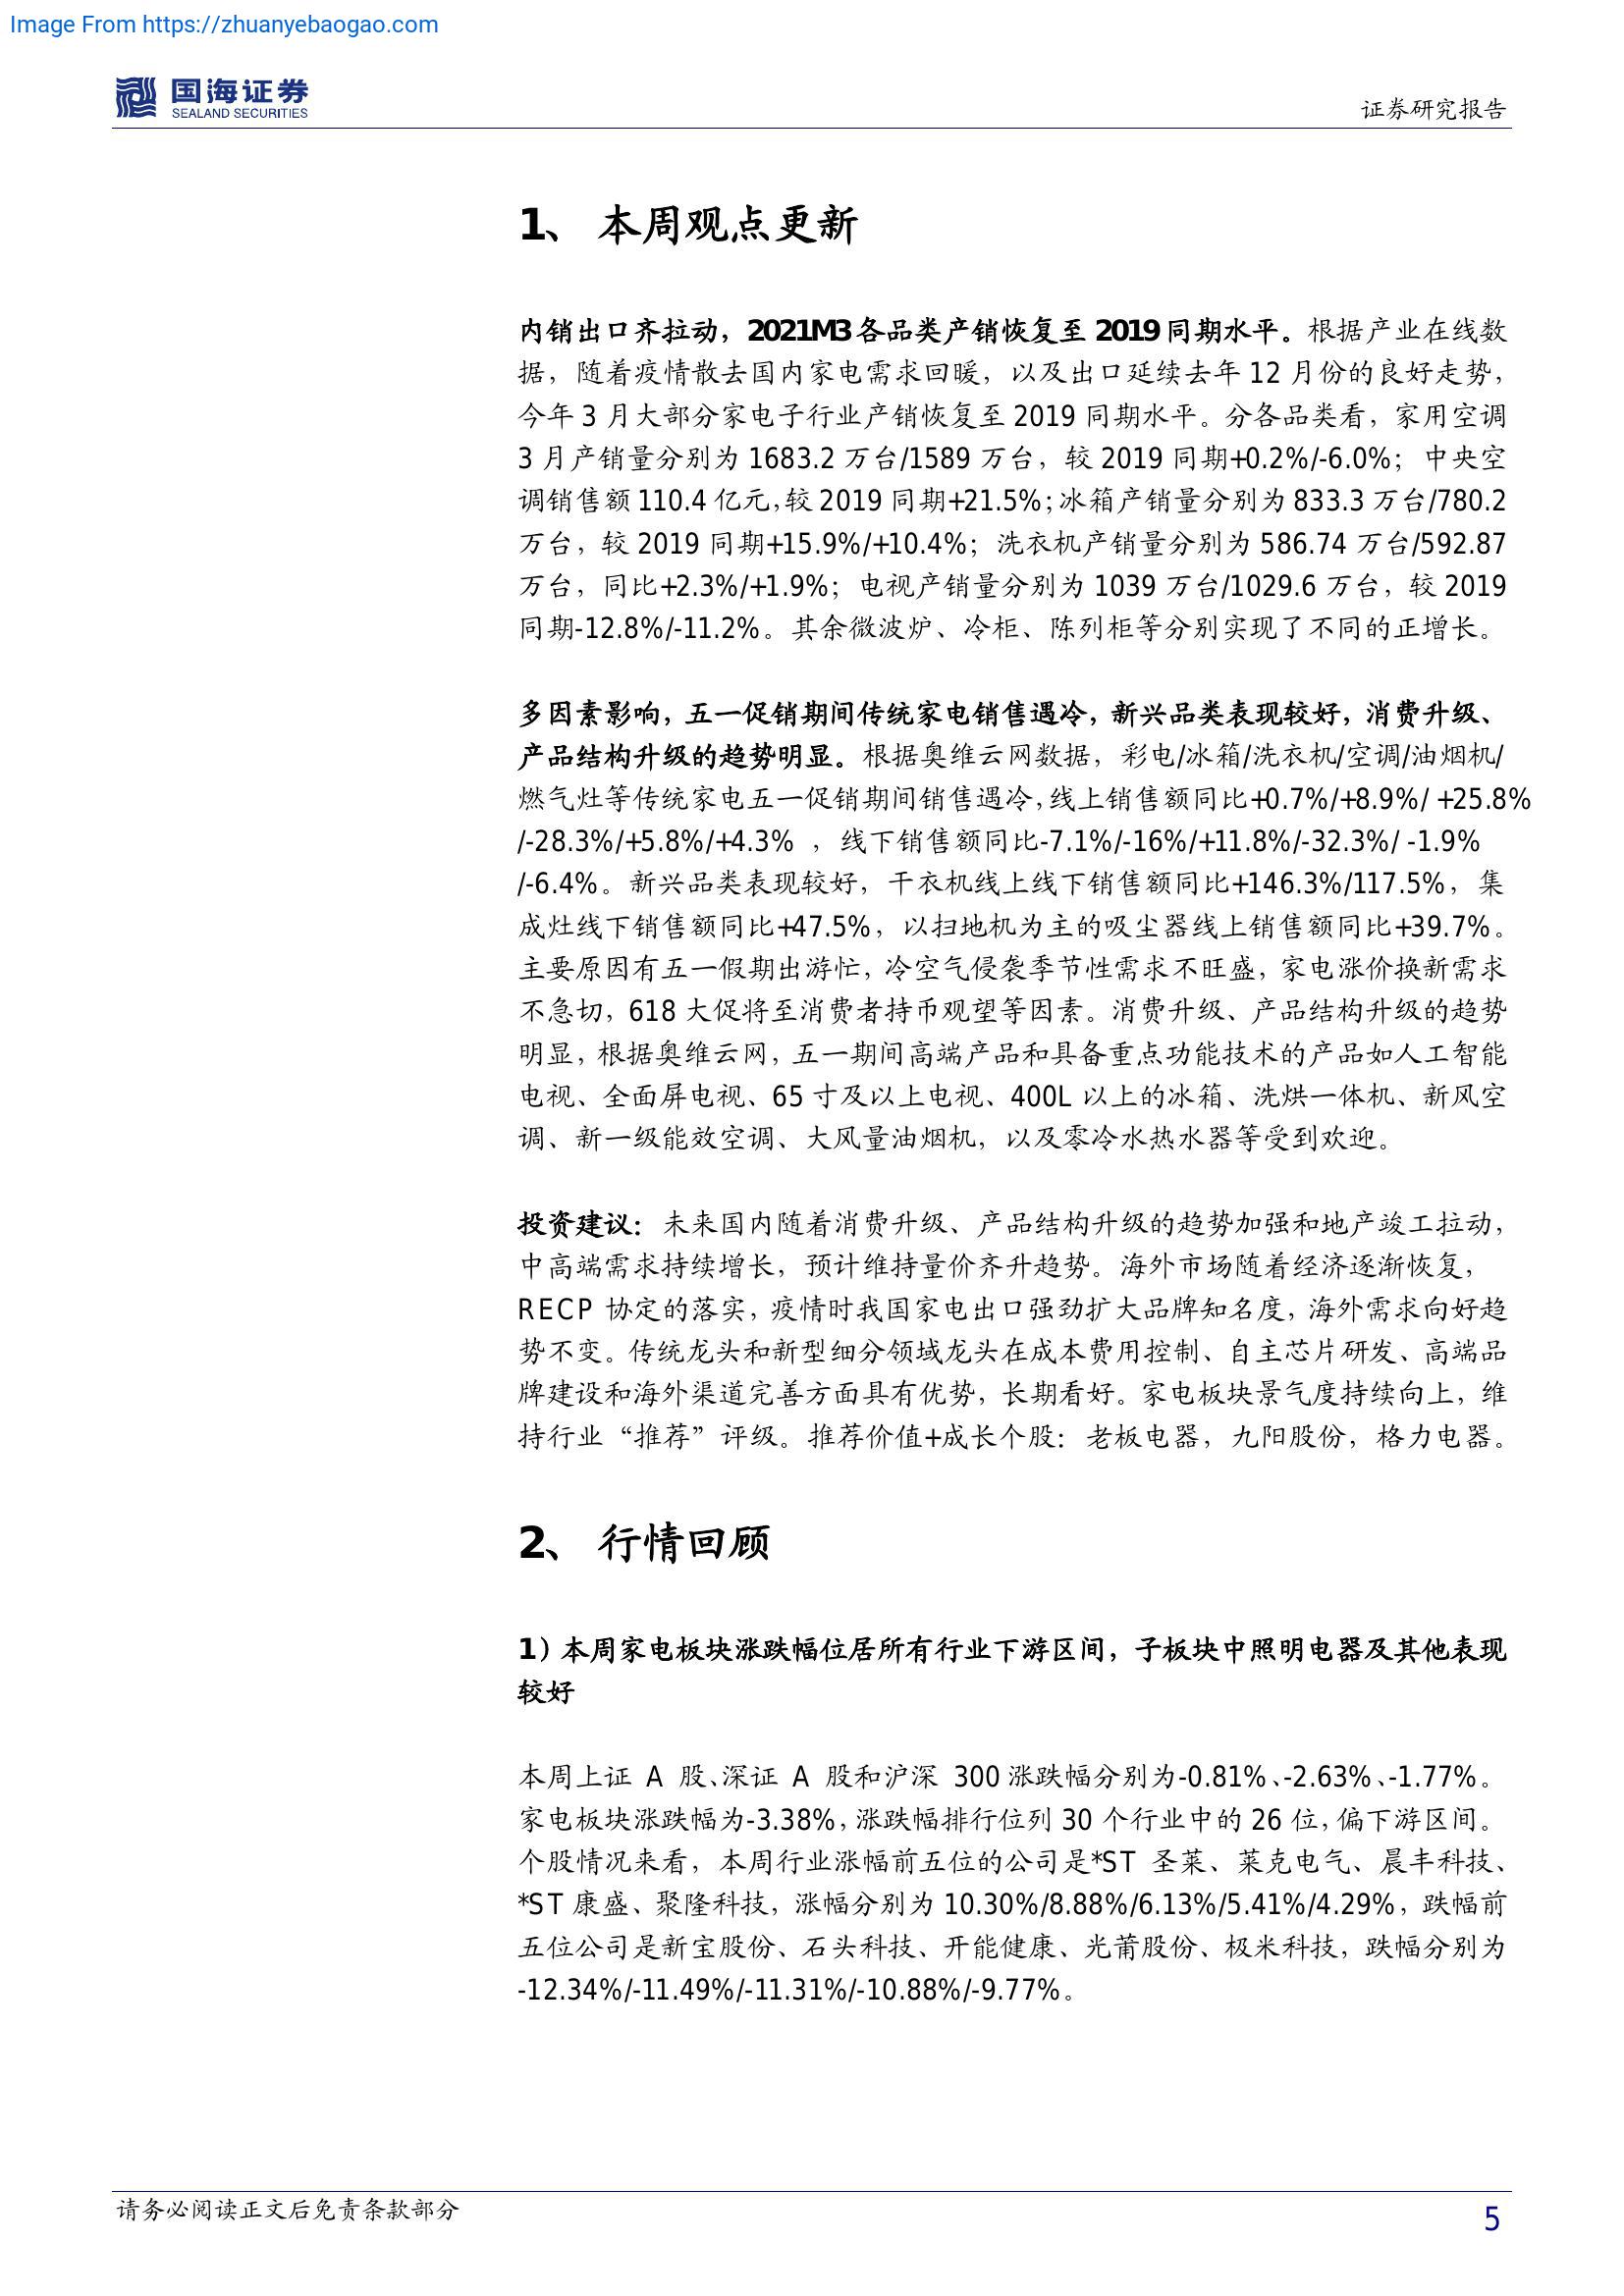 Image From https://zhuanyebaogao.com
国海证券
SEALAND SECURITIES
证券研究报告
1、 本周观点更新
内销出口齐拉动，2021M3 各品类产销恢复至 2019 同期水平。根据产业在线数
据，随着疫情散去国内家电需求回暖，以及出口延续去年 12 月份的良好走势，
今年 3 月大部分家电子行业产销恢复至 2019 同期水平。分各品类看，家用空调
3 月产销量分别为 1683.2 万台/1589 万台，较 2019 同期+0.2%/-6.0%；中央空
调销售额 110.4 亿元，较 2019 同期+21.5%；冰箱产销量分别为 833.3 万台/780.2
万台，较 2019 同期+15.9%/+10.4%；洗衣机产销量分别为 586.74 万台/592.87
万台，同比+2.3%/+1.9%；电视产销量分别为 1039 万台/1029.6 万台，较 2019
同期-12.8%/-11.2%。其余微波炉、冷柜、陈列柜等分别实现了不同的正增长。
多因素影响，五一促销期间传统家电销售遇冷，新兴品类表现较好，消费升级、
产品结构升级的趋势明显。根据奥维云网数据，彩电/冰箱/洗衣机/空调/油烟机/
燃气灶等传统家电五一促销期间销售遇冷，线上销售额同比+0.7%/+8.9%/ +25.8%
/-28.3%/+5.8%/+4.3% ，线下销售额同比-7.1%/-16%/+11.8%/-32.3%/ -1.9%
/-6.4%。新兴品类表现较好，干衣机线上线下销售额同比+146.3%/117.5%，集
成灶线下销售额同比+47.5%，以扫地机为主的吸尘器线上销售额同比+39.7%。
主要原因有五一假期出游忙，冷空气侵袭季节性需求不旺盛，家电涨价换新需求
不急切，618 大促将至消费者持币观望等因素。消费升级、产品结构升级的趋势
明显，根据奥维云网，五一期间高端产品和具备重点功能技术的产品如人工智能
电视、全面屏电视、65 寸及以上电视、400L 以上的冰箱、洗烘一体机、新风空
调、新一级能效空调、大风量油烟机，以及零冷水热水器等受到欢迎。
投资建议：未来国内随着消费升级、产品结构升级的趋势加强和地产竣工拉动，
中高端需求持续增长，预计维持量价齐升趋势。海外市场随着经济逐渐恢复，
RECP 协定的落实，疫情时我国家电出口强劲扩大品牌知名度，海外需求向好趋
势不变。传统龙头和新型细分领域龙头在成本费用控制、自主芯片研发、高端品
牌建设和海外渠道完善方面具有优势，长期看好。家电板块景气度持续向上，维
持行业“推荐”评级。推荐价值+成长个股：老板电器，九阳股份，格力电器。
2、 行情回顾
1）本周家电板块涨跌幅位居所有行业下游区间，子板块中照明电器及其他表现
较好
本周上证 A 股、深证 A 股和沪深 300 涨跌幅分别为-0.81%、-2.63%、-1.77%。
家电板块涨跌幅为-3.38%，涨跌幅排行位列 30 个行业中的 26 位，偏下游区间。
个股情况来看，本周行业涨幅前五位的公司是*ST 圣莱、莱克电气、晨丰科技、
*ST 康盛、聚隆科技，涨幅分别为 10.30%/8.88%/6.13%/5.41%/4.29%，跌幅前
五位公司是新宝股份、石头科技、开能健康、光莆股份、极米科技，跌幅分别为
-12.34%/-11.49%/-11.31%/-10.88%/-9.77%。
请务必阅读正文后免责条款部分
5